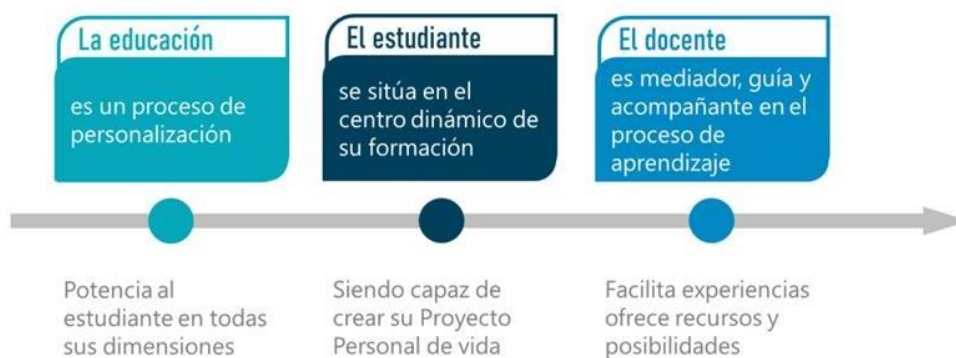 La educación
es un proceso de
personalización
Potencia al
estudiante en todas
sus dimensiones
El estudiante
se sitúa en el
centro dinámico de
su formación
Siendo capaz de
crear su Proyecto
Personal de vida
El docente
es mediador, guía y
acompañante en el
proceso de
aprendizaje
Facilita experiencias
ofrece recursos y
posibilidades